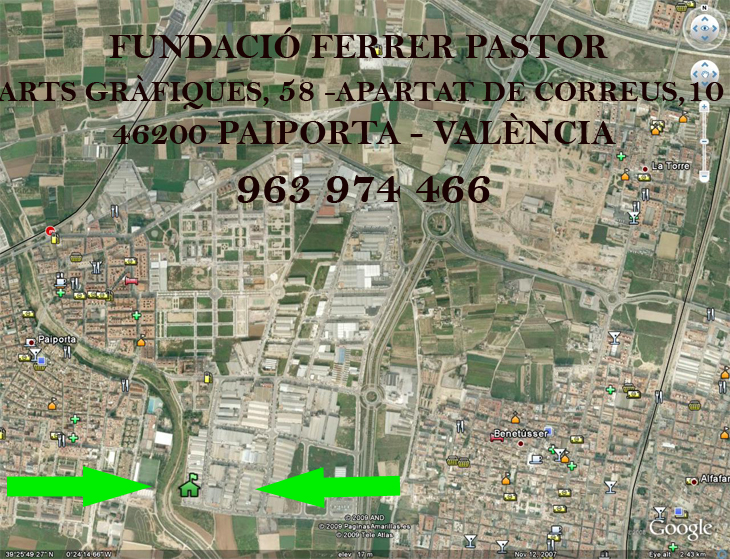 N
FUNDACIÓ FERRER PASTOR
ARTS GRÀFIQUES, 58 -APARTAT DE CORREUS, 10
46200 PAIPORTA - VALÈNCIA
963 974 466
La Torre
Paiporta
Benetússer
Alfafar
© 2009 AND
© 2009 PaginasAmarillas.es
© 2009 Tele Atlas
Google
39°25'49.27" N 0°24'14.66" W elev 17 m Nov 12, 2007 Eye alt 2.43 km